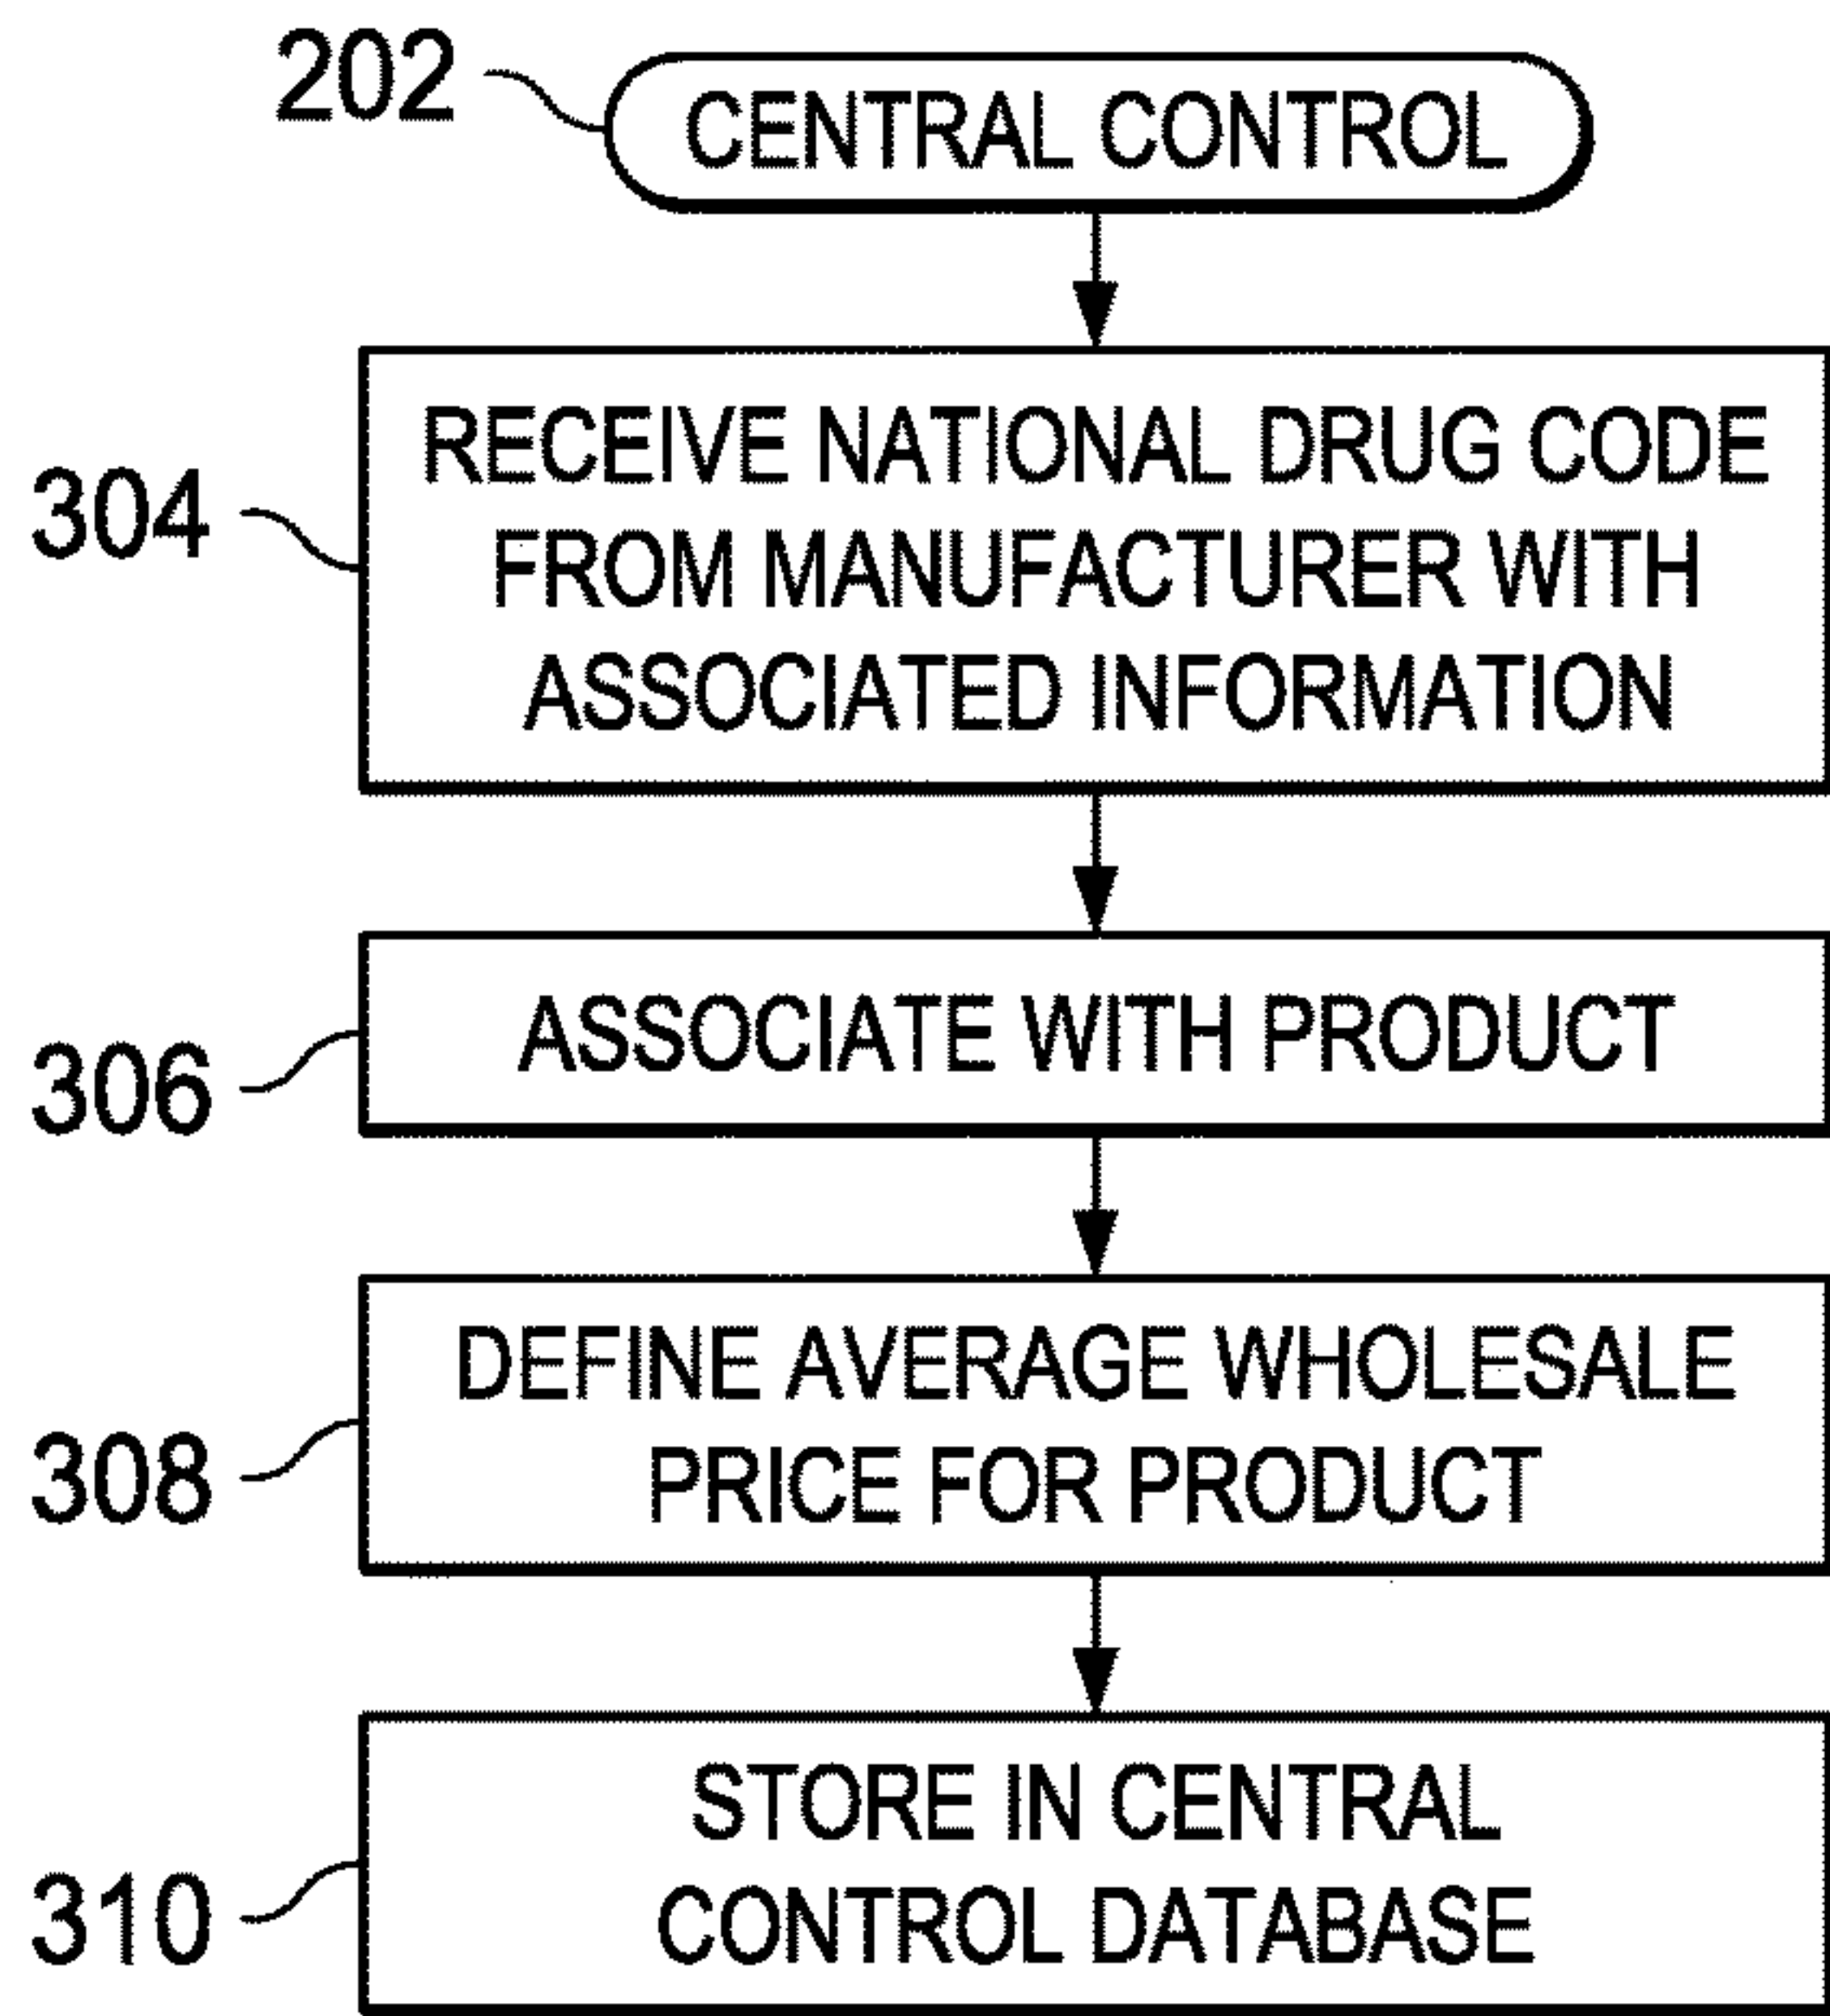 202
CENTRAL CONTROL
304
RECEIVE NATIONAL DRUG CODE
FROM MANUFACTURER WITH
ASSOCIATED INFORMATION
306
ASSOCIATE WITH PRODUCT
308
DEFINE AVERAGE WHOLESALE
PRICE FOR PRODUCT
310
STORE IN CENTRAL
CONTROL DATABASE